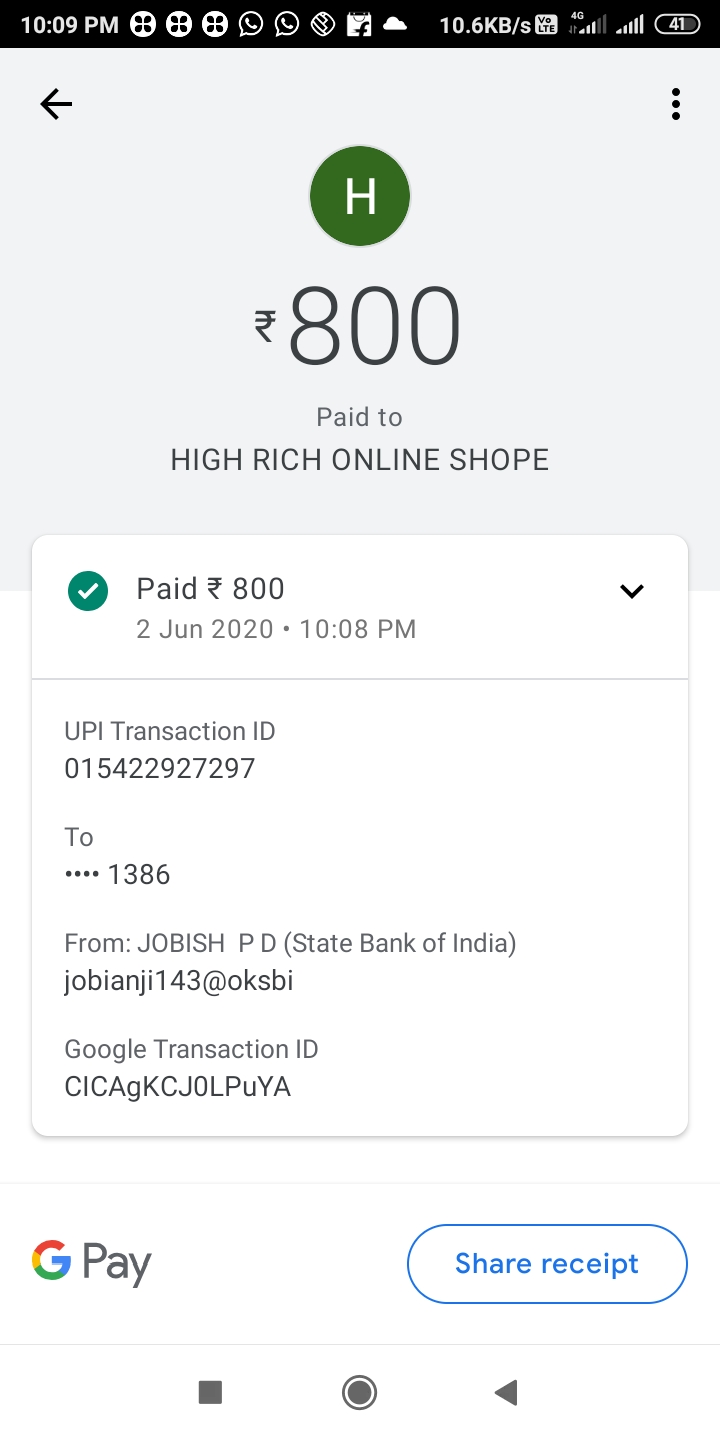 10:09 PM 10.6KB/s Vo LTE 4G 41
H
₹800
Paid to
HIGH RICH ONLINE SHOPE
Paid ₹ 800
2 Jun 2020 • 10:08 PM
UPI Transaction ID
015422927297
To
•••• 1386
From: JOBISH  P D (State Bank of India)
jobianji143@oksbi
Google Transaction ID
CICAgKCJ0LPuYA
G Pay
Share receipt